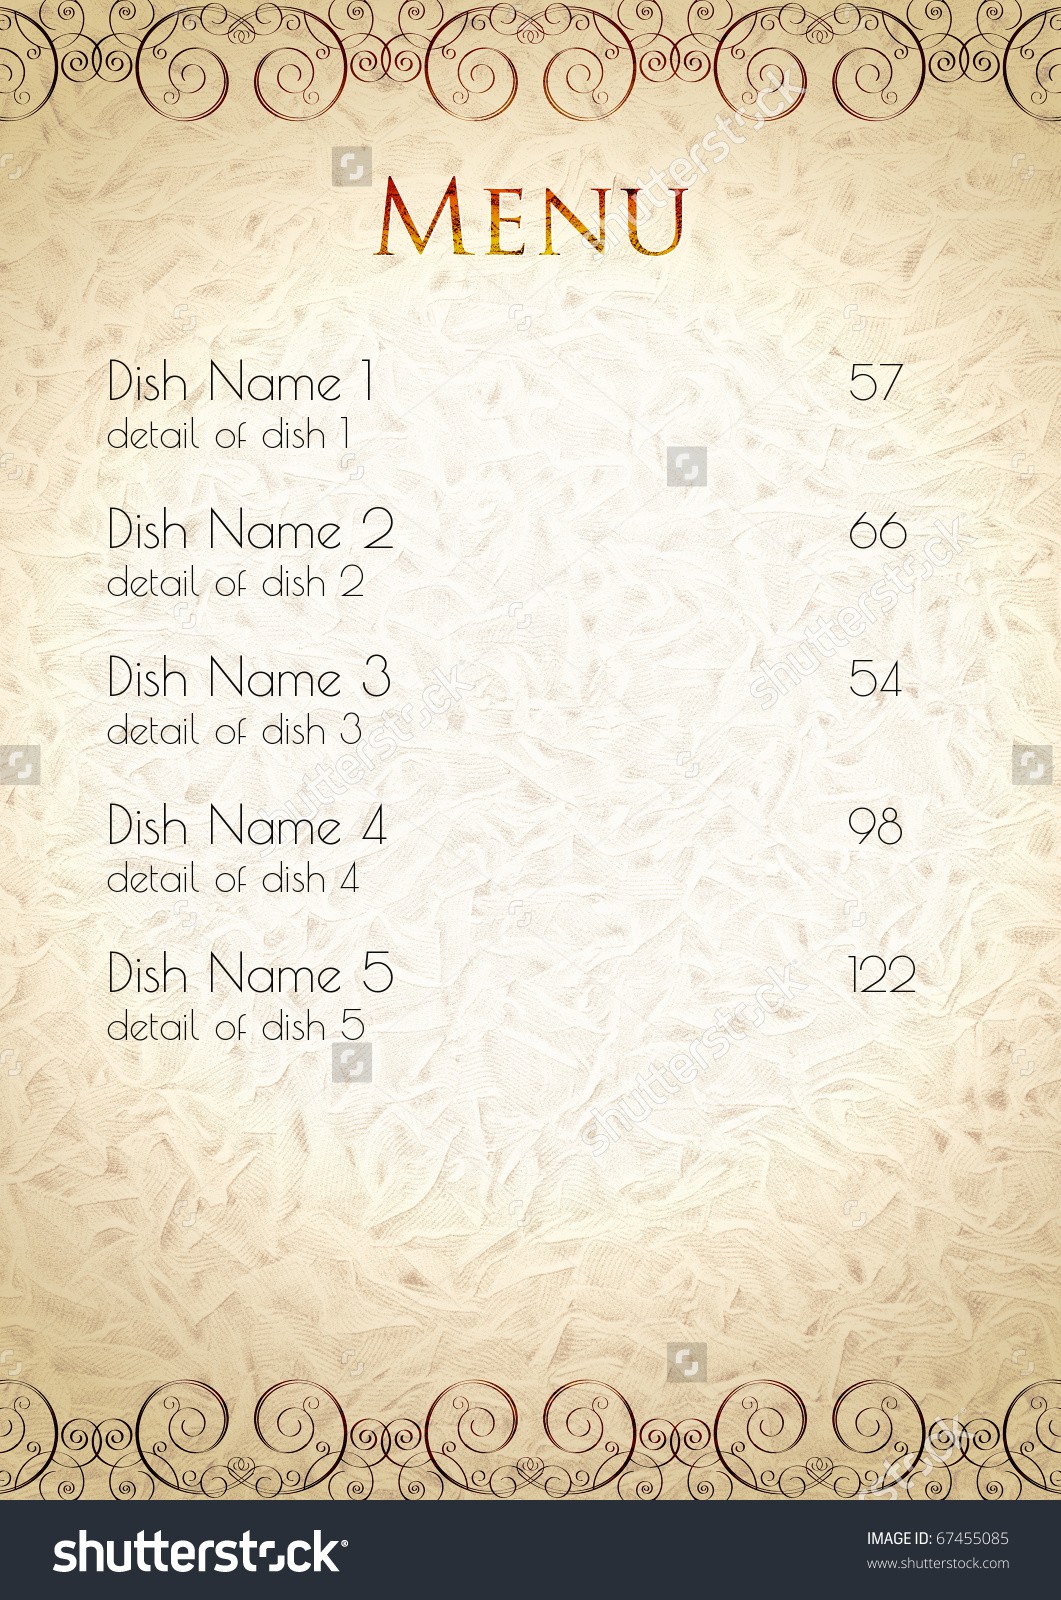 Menu
Dish Name 1 57
detail of dish 1
Dish Name 2 66
detail of dish 2
Dish Name 3 54
detail of dish 3
Dish Name 4 98
detail of dish 4
Dish Name 5 122
detail of dish 5
shutterstock
shutterstock
shutterstock
shutterstock
shutterstock®
IMAGE ID: 67455085
www.shutterstock.com